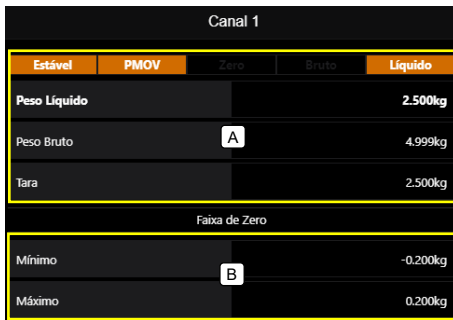 Canal 1
Estável PMOV Zero Bruto Líquido
Peso Líquido 2.500kg
A
Peso Bruto 4.999kg
Tara 2.500kg
Faixa de Zero
Mínimo -0.200kg
B
Máximo 0.200kg